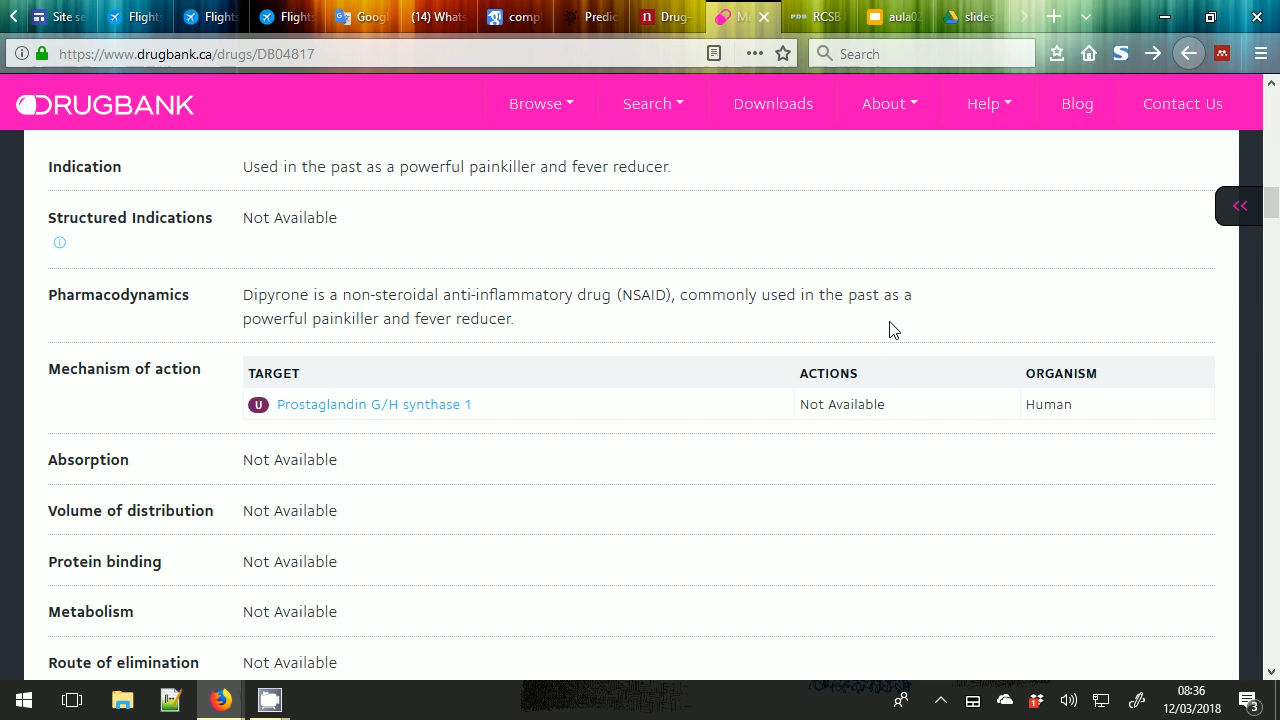 Site se
Flight
Flight
Flight
Googl
(14) Whats
compl
Predic
Drug-
Me
RCSB
aula02
slides
https://www.drugbank.ca/drugs/DB04817
Search
DRUGBANK
Browse
Search
Downloads
About
Help
Blog
Contact Us
Indication
Used in the past as a powerful painkiller and fever reducer.
Structured Indications
Not Available
Pharmacodynamics
Dipyrone is a non-steroidal anti-inflammatory drug (NSAID), commonly used in the past as a
powerful painkiller and fever reducer.
Mechanism of action
TARGET ACTIONS ORGANISM
U Prostaglandin G/H synthase 1 Not Available Human
Absorption
Not Available
Volume of distribution
Not Available
Protein binding
Not Available
Metabolism
Not Available
Route of elimination
Not Available
08:36
12/03/2018
3